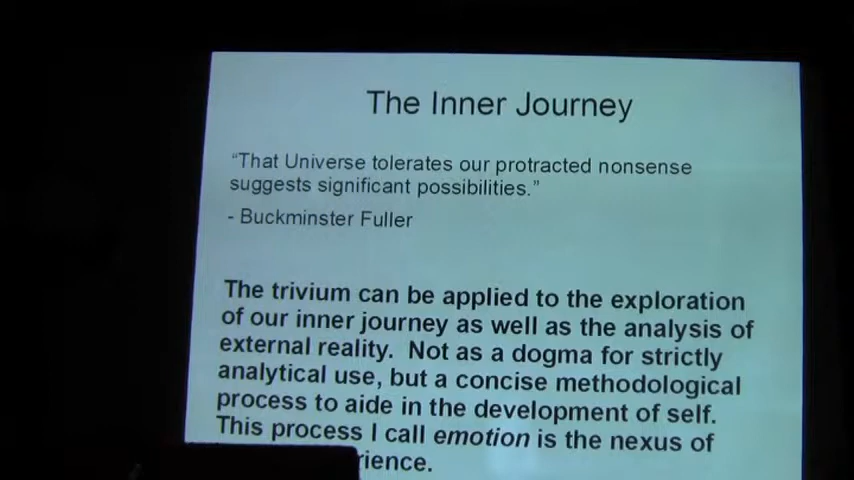 The Inner Journey
“That Universe tolerates our protracted nonsense
suggests significant possibilities.”
- Buckminster Fuller
The trivium can be applied to the exploration
of our inner journey as well as the analysis of
external reality.  Not as a dogma for strictly
analytical use, but a concise methodological
process to aide in the development of self.
This process I call emotion is the nexus of